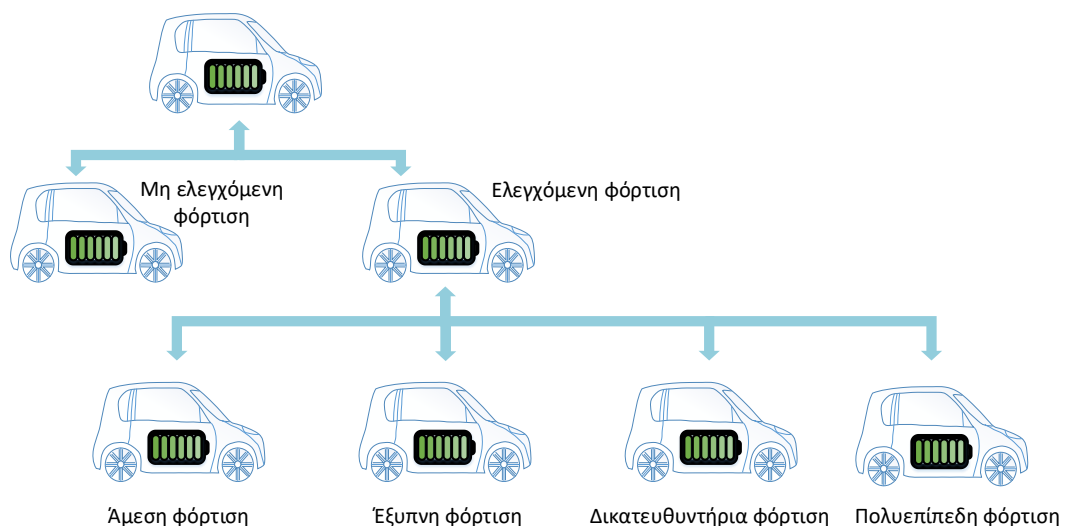 Μη ελεγχόμενη
φόρτιση
Ελεγχόμενη φόρτιση
Άμεση φόρτιση
Έξυπνη φόρτιση
Δικατευθυντήρια φόρτιση
Πολυεπίπεδη φόρτιση